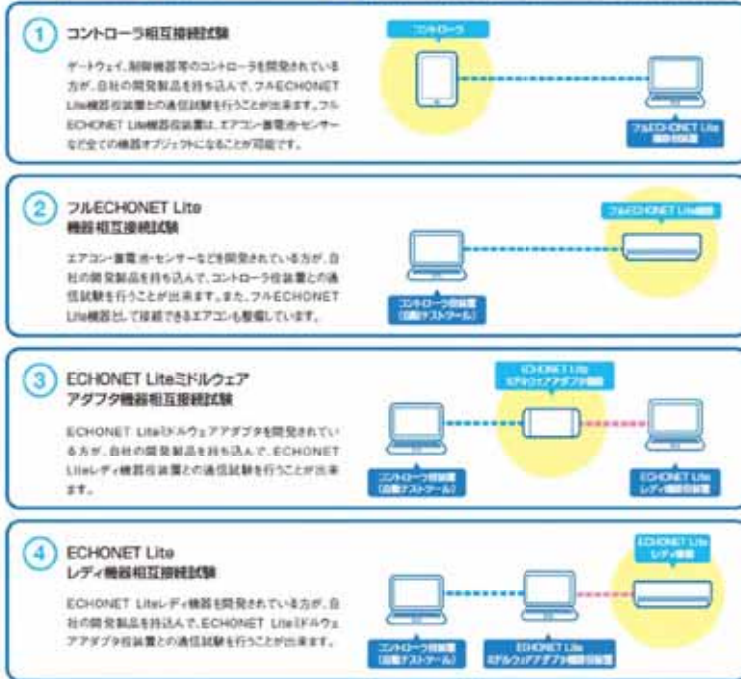 1
コントローラ相互接続試験
ゲートウェイ、制御機器等のコントローラを開発されている
方が、自社の開発製品を持ち込んで、フルECHONET
Lite機器役装置との通信試験を行うことが出来ます。フル
ECHONET Lite機器役装置は、エアコン・蓄電池・センサー
など全ての機器オブジェクトになることが可能です。
コントローラ
フルECHONET Lite
機器役装置
2
フルECHONET Lite
機器相互接続試験
エアコン・蓄電池・センサーなどを開発されている方が、自
社の開発製品を持ち込んで、コントローラ役装置との通
信試験を行うことが出来ます。また、フルECHONET
Lite機器として接続できるエアコンも整備しています。
フルECHONET Lite機器
コントローラ役装置
(自動テストツール)
3
ECHONET Liteミドルウェア
アダプタ機器相互接続試験
ECHONET Liteミドルウェアアダプタを開発されてい
る方が、自社の開発製品を持ち込んで、ECHONET
Liteレディ機器役装置との通信試験を行うことが出来
ます。
ECHONET Lite
ミドルウェアアダプタ機器
コントローラ役装置
(自動テストツール)
ECHONET Lite
レディ機器役装置
4
ECHONET Lite
レディ機器相互接続試験
ECHONET Liteレディ機器を開発されている方が、自
社の開発製品を持込んで、ECHONET Liteミドルウェ
アアダプタ役装置との通信試験を行うことが出来ます。
ECHONET Lite
レディ機器
コントローラ役装置
(自動テストツール)
ECHONET Lite
ミドルウェアアダプタ機器役装置